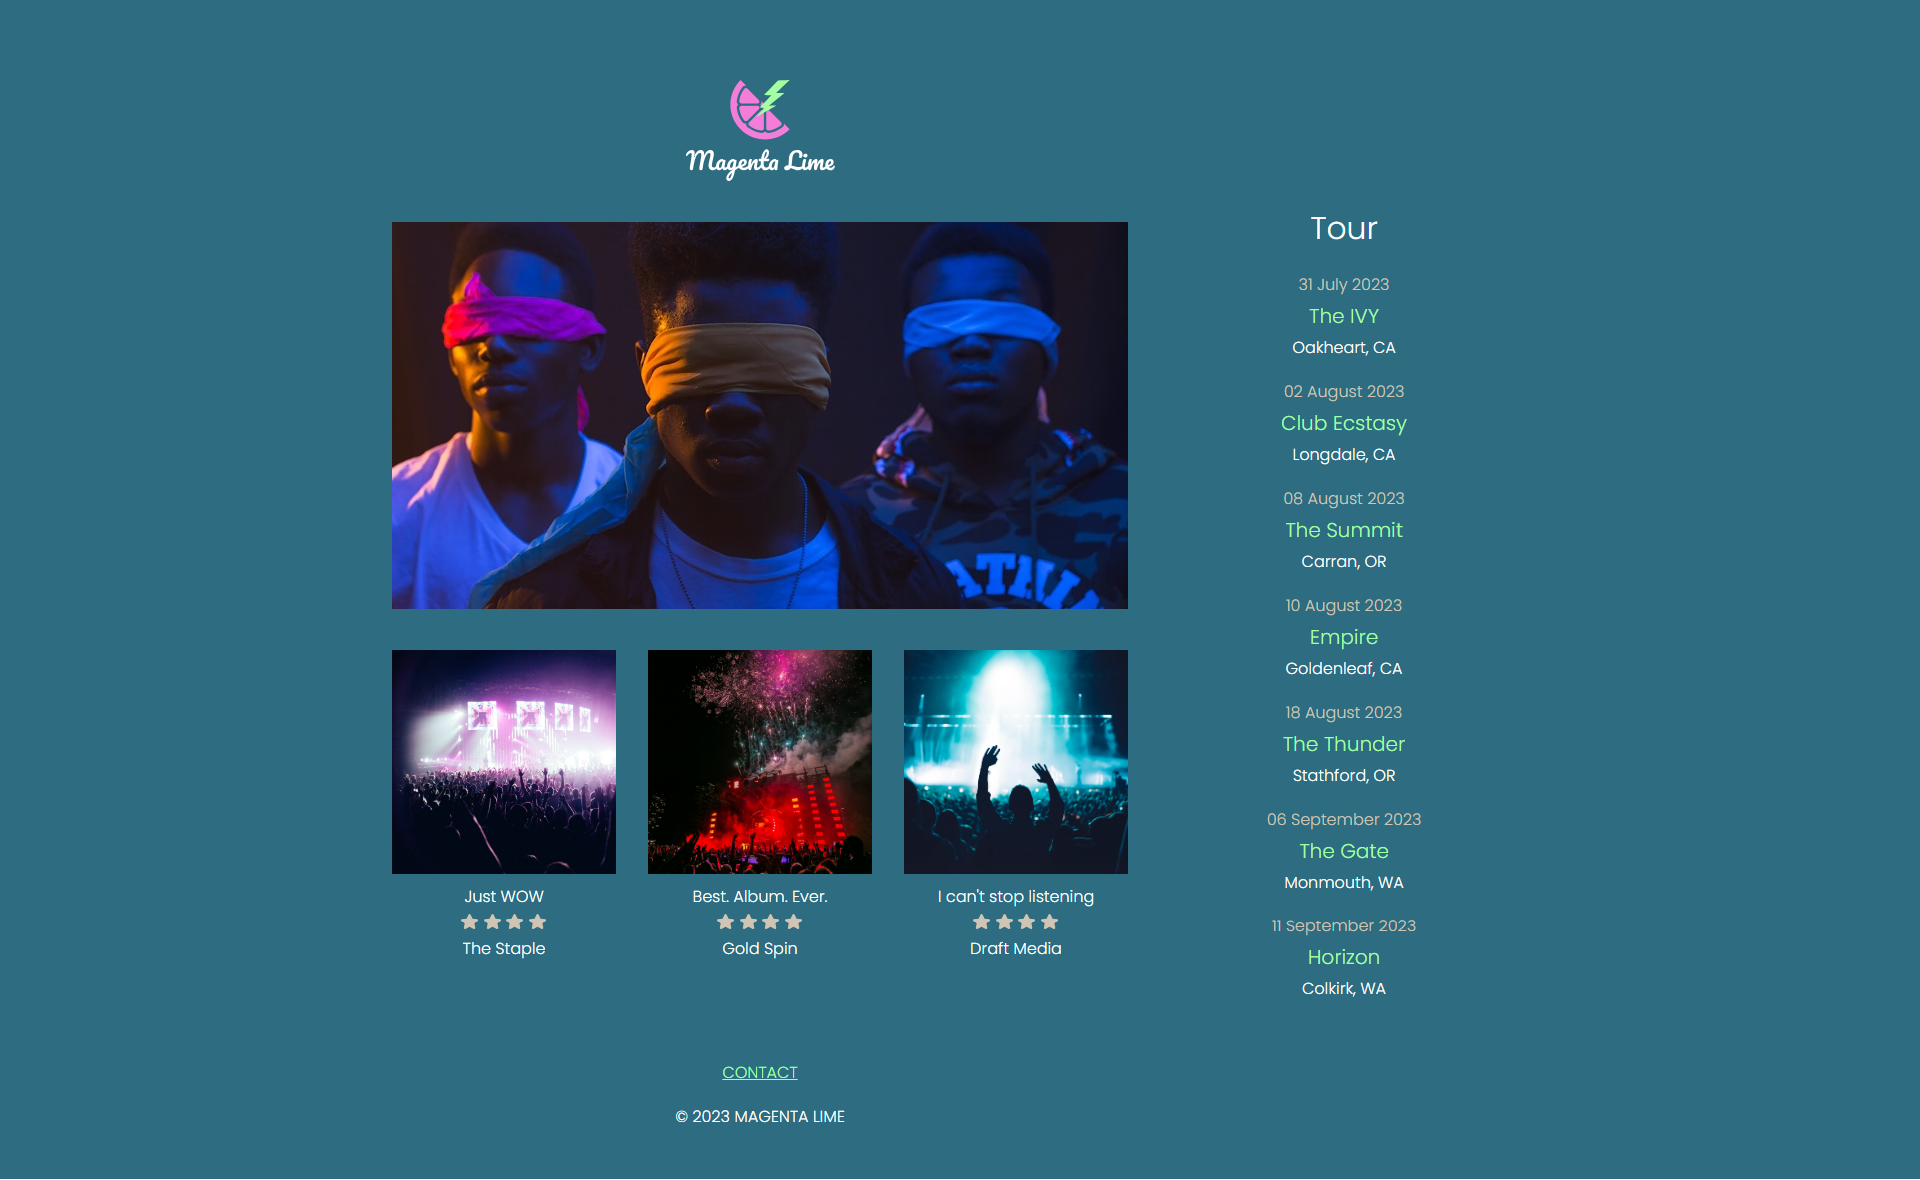 Magenta Lime
Tour
31 July 2023
The IVY
Oakheart, CA
02 August 2023
Club Ecstasy
Longdale, CA
08 August 2023
The Summit
Carran, OR
10 August 2023
Empire
Goldenleaf, CA
18 August 2023
The Thunder
Stathford, OR
06 September 2023
The Gate
Monmouth, WA
11 September 2023
Horizon
Colkirk, WA
Just WOW
The Staple
Best. Album. Ever.
Gold Spin
I can't stop listening
Draft Media
CONTACT
© 2023 MAGENTA LIME